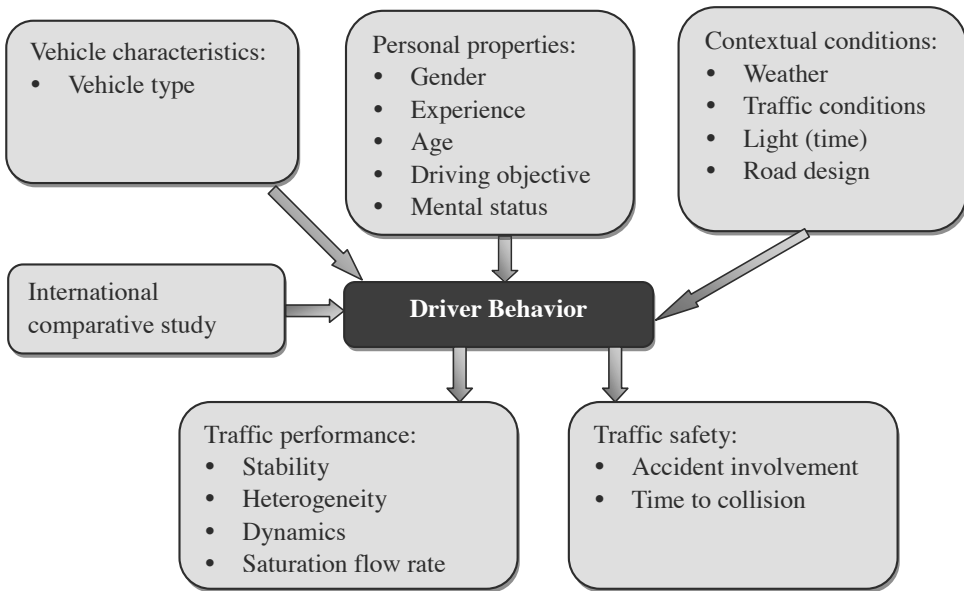 Vehicle characteristics:
• Vehicle type
Personal properties:
• Gender
• Experience
• Age
• Driving objective
• Mental status
Contextual conditions:
• Weather
• Traffic conditions
• Light (time)
• Road design
International
comparative study
Driver Behavior
Traffic performance:
• Stability
• Heterogeneity
• Dynamics
• Saturation flow rate
Traffic safety:
• Accident involvement
• Time to collision